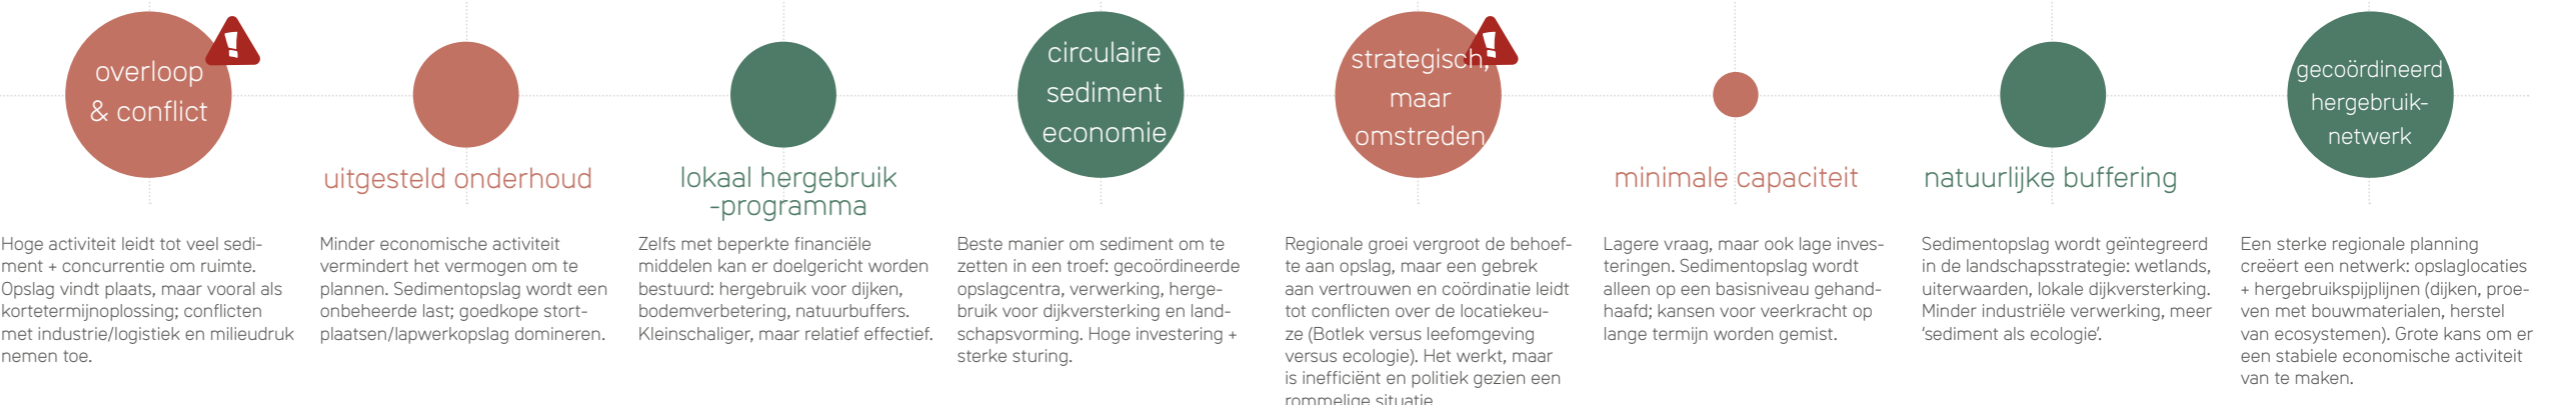 overloop
& conflict
!
Hoge activiteit leidt tot veel sedi-
ment + concurrentie om ruimte.
Opslag vindt plaats, maar vooral als
kortetermijnoplossing; conflicten
met industrie/logistiek en milieudruk
nemen toe.
uitgesteld onderhoud
Minder economische activiteit
vermindert het vermogen om te
plannen. Sedimentopslag wordt een
onbeheerde last; goedkope stort-
plaatsen/lapwerkopslag domineren.
lokaal hergebruik
-programma
Zelfs met beperkte financiële
middelen kan er doelgericht worden
bestuurd: hergebruik voor dijken,
bodemverbetering, natuurbuffers.
Kleinschaliger, maar relatief effectief.
circulaire
sediment
economie
Beste manier om sediment om te
zetten in een troef: gecoördineerde
opslagcentra, verwerking, herge-
bruik voor dijkversterking en land-
schapsvorming. Hoge investering +
sterke sturing.
strategisch,
maar
omstreden
!
Regionale groei vergroot de behoef-
te aan opslag, maar een gebrek
aan vertrouwen en coördinatie leidt
tot conflicten over de locatiekeu-
ze (Botlek versus leefomgeving
versus ecologie). Het werkt, maar
is inefficiënt en politiek gezien een
rommelige situatie
minimale capaciteit
Lagere vraag, maar ook lage inves-
teringen. Sedimentopslag wordt
alleen op een basisniveau gehand-
haafd; kansen voor veerkracht op
lange termijn worden gemist.
natuurlijke buffering
Sedimentopslag wordt geïntegreerd
in de landschapsstrategie: wetlands,
uiterwaarden, lokale dijkversterking.
Minder industriële verwerking, meer
'sediment als ecologie'.
gecoördineerd
hergebruik-
netwerk
Een sterke regionale planning
creëert een netwerk: opslaglocaties
+ hergebruikspijplijnen (dijken, proe-
ven met bouwmaterialen, herstel
van ecosystemen). Grote kans om er
een stabiele economische activiteit
van te maken.